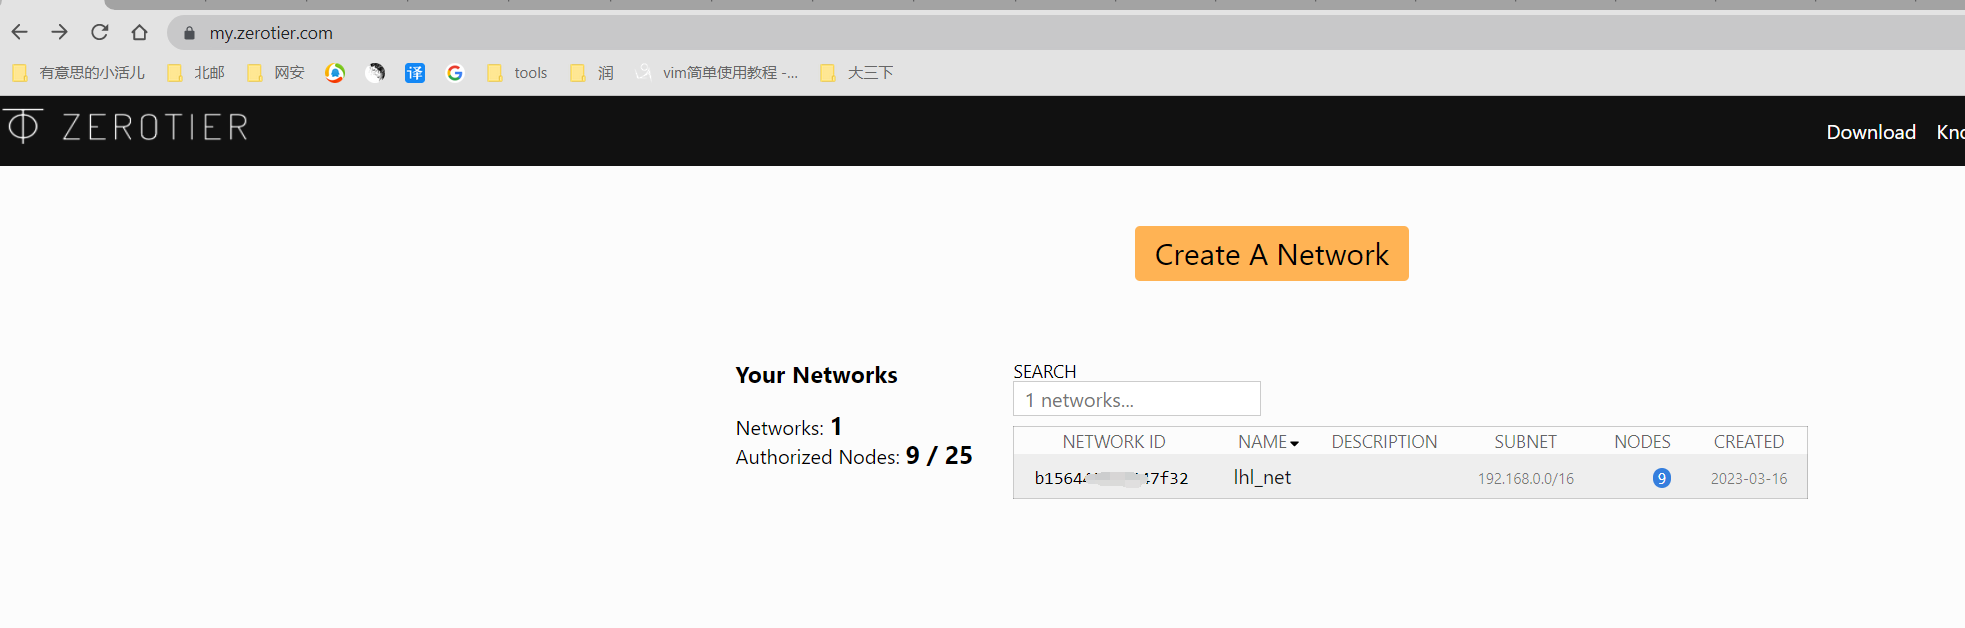 my.zerotier.com
有意思的小活儿 北邮 网安 译 G tools 润 vim简单使用教程 -... 大三下
ZEROTIER Download Kno
Create A Network
Your Networks
Networks: 1
Authorized Nodes: 9 / 25
SEARCH
1 networks...
NETWORK ID NAME DESCRIPTION SUBNET NODES CREATED
lhl_net 192.168.0.0/16 9 2023-03-16